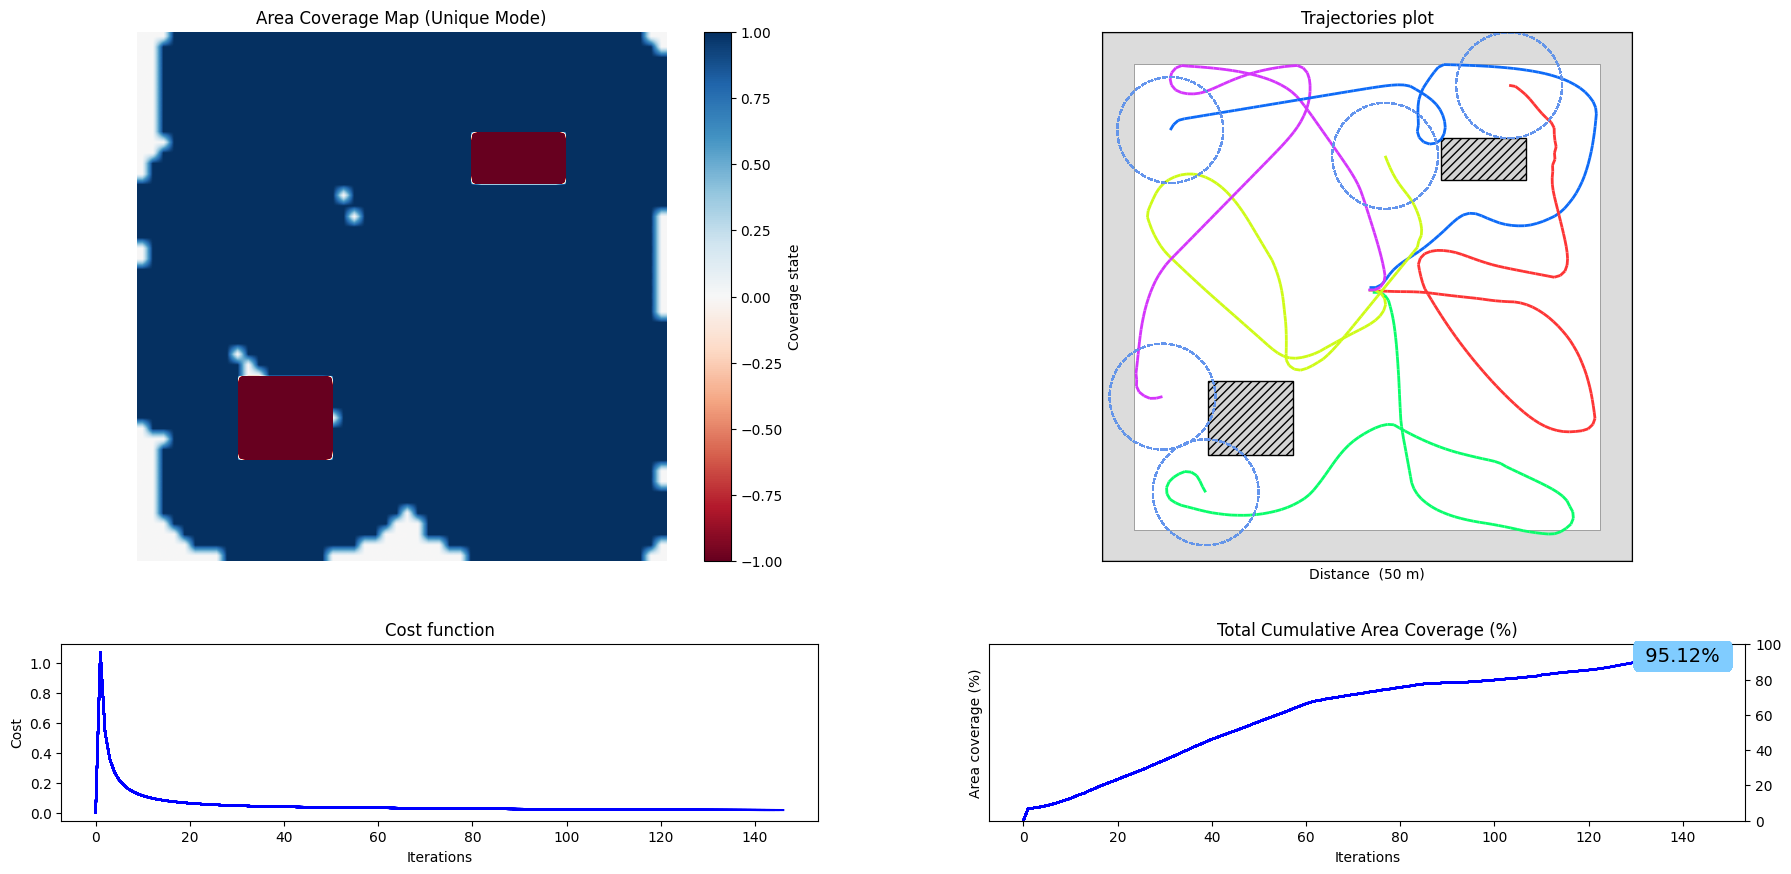 Area Coverage Map (Unique Mode)
1.00
0.75
0.50
0.25
0.00
−0.25
−0.50
−0.75
−1.00
Coverage state
Trajectories plot
Distance (50 m)
Cost function
Cost
1.0
0.8
0.6
0.4
0.2
0.0
0 20 40 60 80 100 120 140
Iterations
Total Cumulative Area Coverage (%)
Area coverage (%)
95.12%
100
80
60
40
20
0
0 20 40 60 80 100 120 140
Iterations